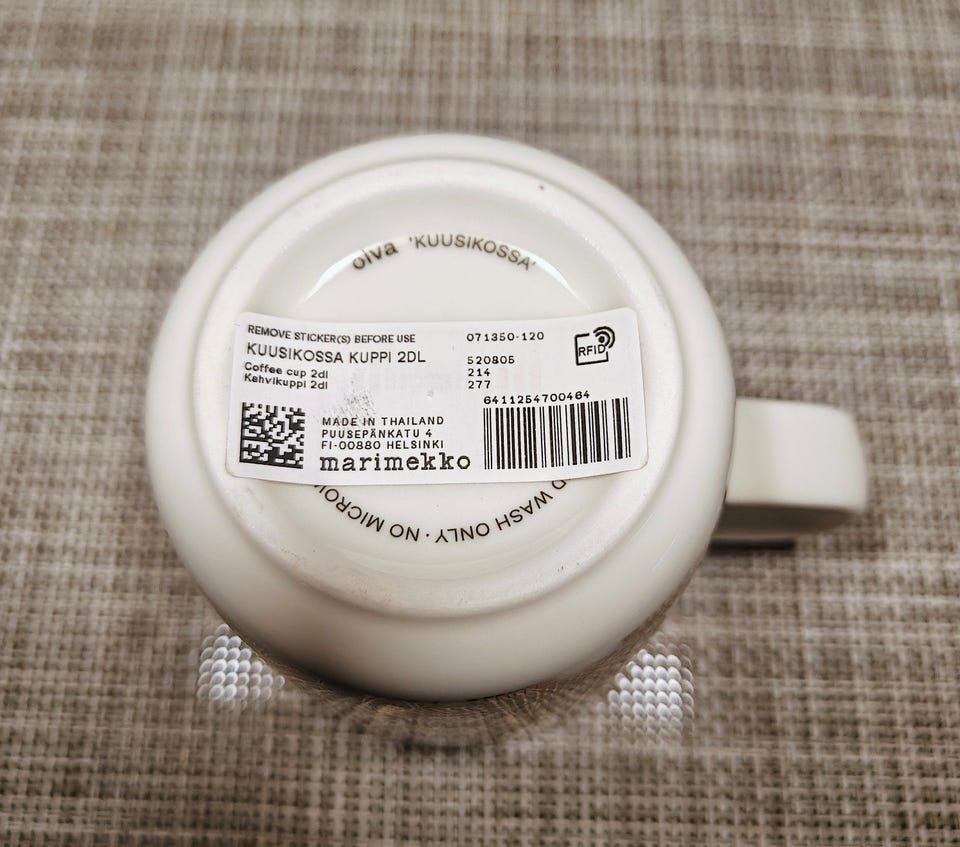 oiva 'KUUSIKOSSA'
REMOVE STICKER(S) BEFORE USE
KUUSIKOSSA KUPPI 2DL
Coffee cup 2dl
Kahvikuppi 2dl
071350-120
520805
214
277
RFID
6411254700464
MADE IN THAILAND
PUUSEPÄNKATU 4
FI-00880 HELSINKI
marimekko
WASH ONLY · NO